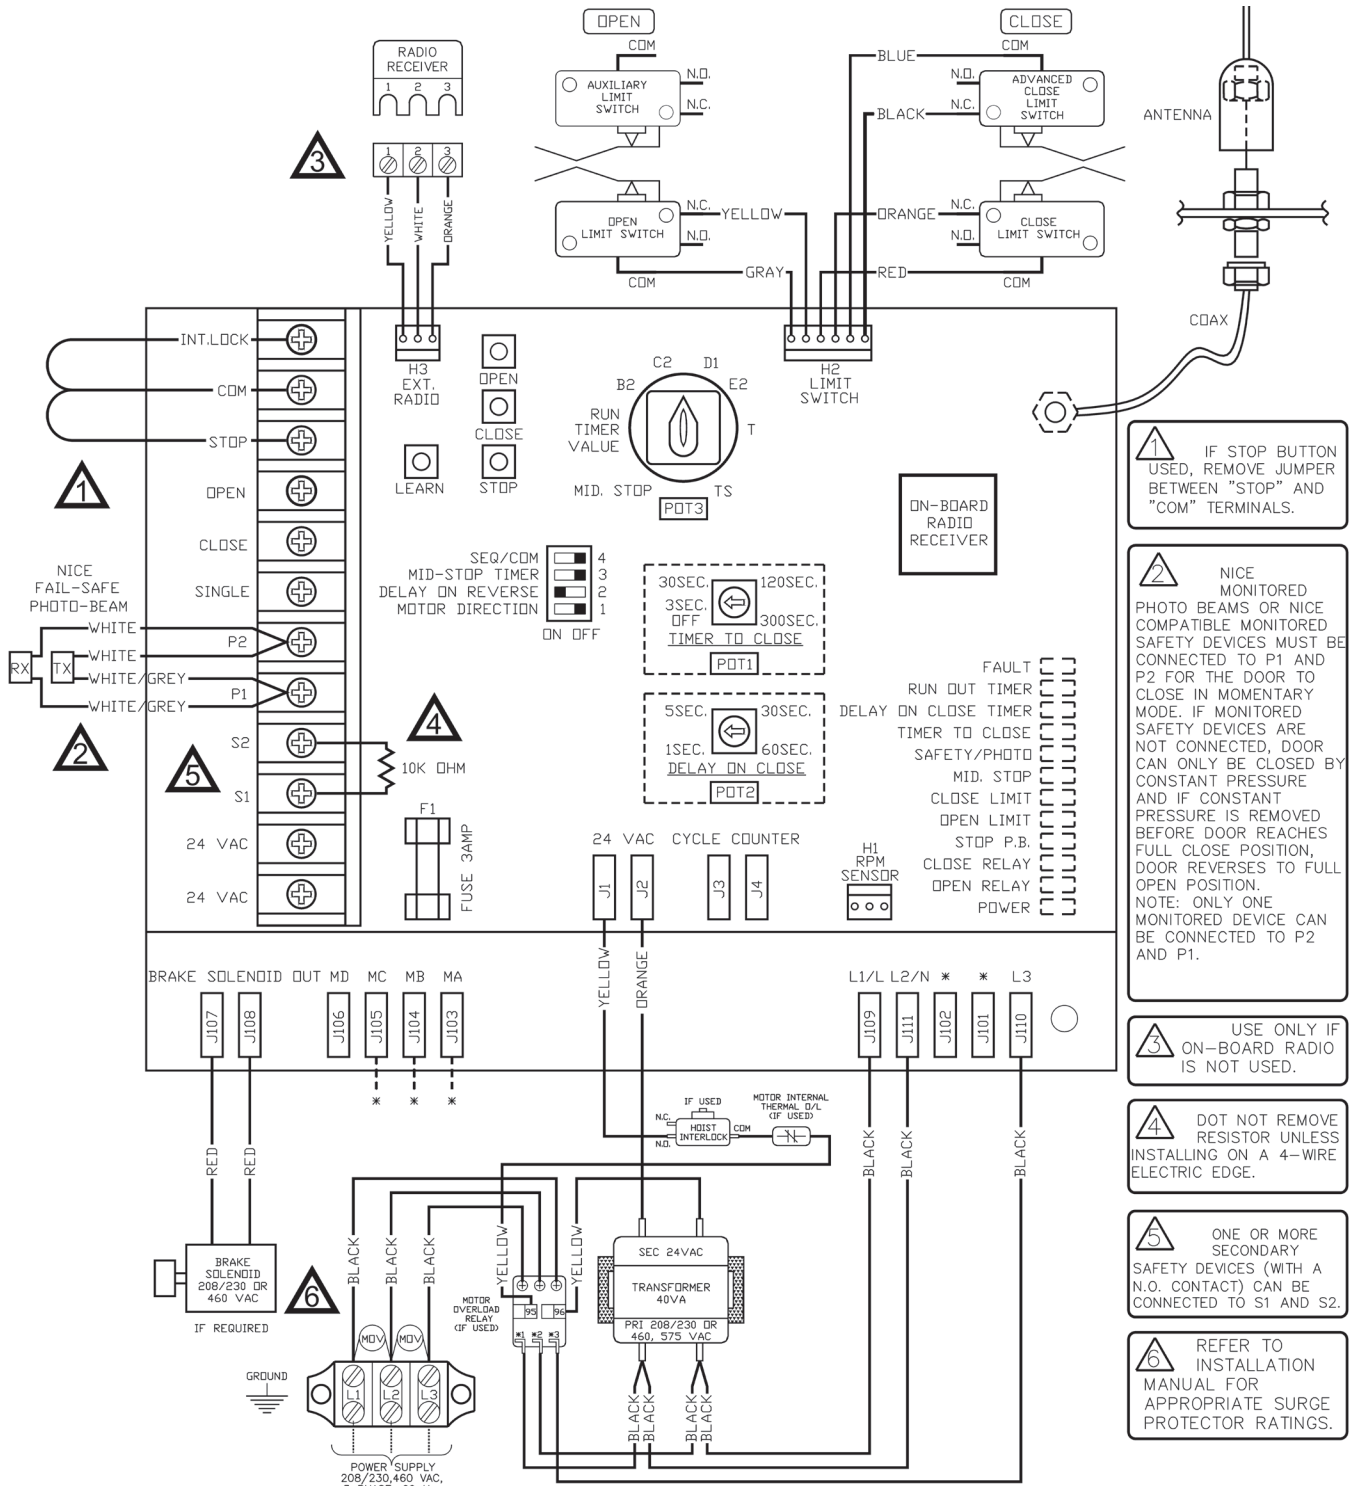 OPEN
CLOSE
COM
COM
RADIO
RECEIVER
1 2 3
BLUE
N.O.
N.O.
AUXILIARY
LIMIT
SWITCH
ADVANCED
CLOSE
LIMIT
SWITCH
N.C.
BLACK
N.C.
ANTENNA
3
1 2 3
YELLOW
WHITE
ORANGE
N.C.
YELLOW
ORANGE
N.C.
OPEN
LIMIT SWITCH
CLOSE
LIMIT SWITCH
N.O.
N.O.
GRAY
RED
COM
COM
COAX
INT.LOCK
COM
STOP
OPEN
CLOSE
SINGLE
P2
P1
S2
S1
24 VAC
24 VAC
1
NICE
FAIL-SAFE
PHOTO-BEAM
WHITE
WHITE
RX
TX
WHITE/GREY
WHITE/GREY
2
5
4
10K OHM
F1
FUSE 3AMP
H3
EXT.
RADIO
OPEN
CLOSE
LEARN
STOP
H2
LIMIT
SWITCH
C2
D1
B2
E2
RUN
TIMER
VALUE
T
MID. STOP
TS
POT3
ON-BOARD
RADIO
RECEIVER
SEQ/COM 4
MID-STOP TIMER 3
DELAY ON REVERSE 2
MOTOR DIRECTION 1
ON OFF
30SEC.
120SEC.
3SEC.
OFF
300SEC.
TIMER TO CLOSE
POT1
5SEC.
30SEC.
1SEC.
60SEC.
DELAY ON CLOSE
POT2
FAULT
RUN OUT TIMER
DELAY ON CLOSE TIMER
TIMER TO CLOSE
SAFETY/PHOTO
MID. STOP
CLOSE LIMIT
OPEN LIMIT
STOP P.B.
CLOSE RELAY
OPEN RELAY
POWER
24 VAC
CYCLE COUNTER
J1
J2
J3
J4
H1
RPM
SENSOR
YELLOW
ORANGE
BRAKE SOLENOID OUT MD MC MB MA
J107
J108
J106
J105
J104
J103
* * *
L1/L L2/N * * L3
J109
J111
J102
J101
J110
RED
RED
BRAKE
SOLENOID
208/230 OR
460 VAC
IF REQUIRED
6
BLACK
BLACK
BLACK
MOV
MOV
GROUND
L1
L2
L3
POWER SUPPLY
208/230,460 VAC,
IF USED
N.C.
HOIST
INTERLOCK
COM
N.O.
MOTOR INTERNAL
THERMAL O/L
(IF USED)
YELLOW
YELLOW
MOTOR
OVERLOAD
RELAY
(IF USED)
95
96
*1 *2 *3
SEC 24VAC
TRANSFORMER
40VA
PRI 208/230 OR
460, 575 VAC
BLACK
BLACK
BLACK
BLACK
BLACK
BLACK
BLACK
1
IF STOP BUTTON
USED, REMOVE JUMPER
BETWEEN "STOP" AND
"COM" TERMINALS.
2
NICE
MONITORED
PHOTO BEAMS OR NICE
COMPATIBLE MONITORED
SAFETY DEVICES MUST BE
CONNECTED TO P1 AND
P2 FOR THE DOOR TO
CLOSE IN MOMENTARY
MODE. IF MONITORED
SAFETY DEVICES ARE
NOT CONNECTED, DOOR
CAN ONLY BE CLOSED BY
CONSTANT PRESSURE
AND IF CONSTANT
PRESSURE IS REMOVED
BEFORE DOOR REACHES
FULL CLOSE POSITION,
DOOR REVERSES TO FULL
OPEN POSITION.
NOTE: ONLY ONE
MONITORED DEVICE CAN
BE CONNECTED TO P2
AND P1.
3
USE ONLY IF
ON-BOARD RADIO
IS NOT USED.
4
DOT NOT REMOVE
RESISTOR UNLESS
INSTALLING ON A 4-WIRE
ELECTRIC EDGE.
5
ONE OR MORE
SECONDARY
SAFETY DEVICES (WITH A
N.O. CONTACT) CAN BE
CONNECTED TO S1 AND S2.
6
REFER TO
INSTALLATION
MANUAL FOR
APPROPRIATE SURGE
PROTECTOR RATINGS.